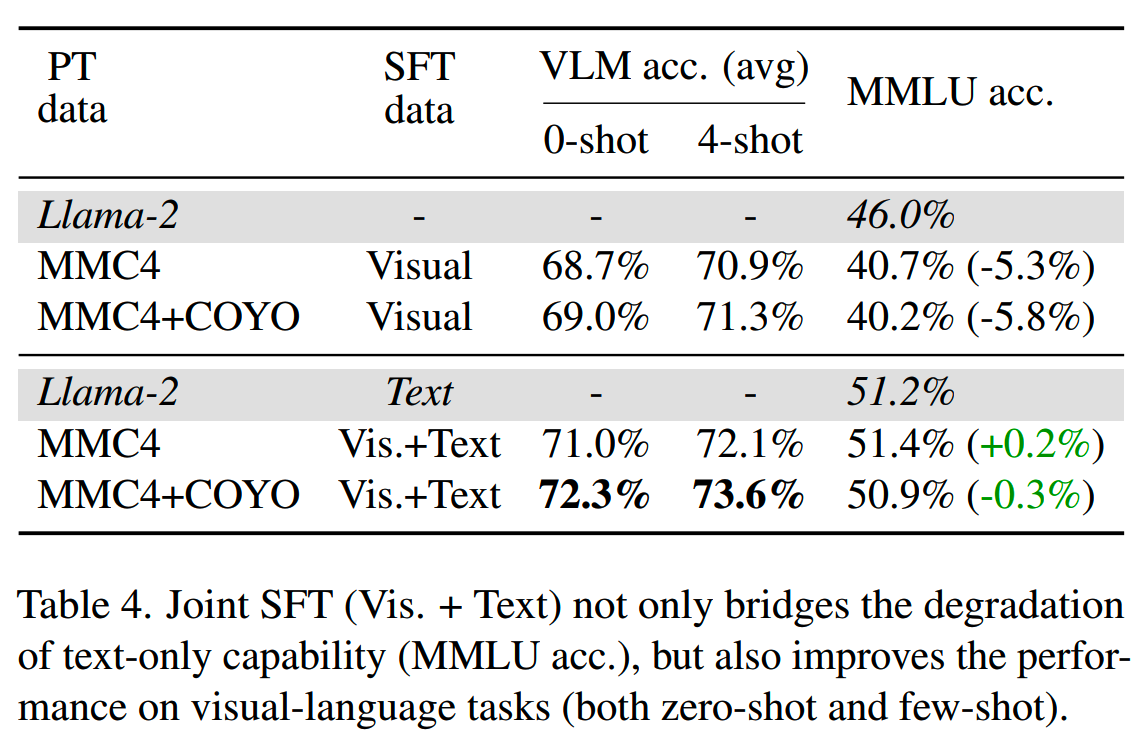 PT data SFT data VLM acc. (avg) MMLU acc.
0-shot 4-shot
Llama-2 - - - 46.0%
MMC4 Visual 68.7% 70.9% 40.7% (-5.3%)
MMC4+COYO Visual 69.0% 71.3% 40.2% (-5.8%)
Llama-2 Text - - 51.2%
MMC4 Vis.+Text 71.0% 72.1% 51.4% (+0.2%)
MMC4+COYO Vis.+Text 72.3% 73.6% 50.9% (-0.3%)
Table 4. Joint SFT (Vis. + Text) not only bridges the degradation
of text-only capability (MMLU acc.), but also improves the perfor-
mance on visual-language tasks (both zero-shot and few-shot).